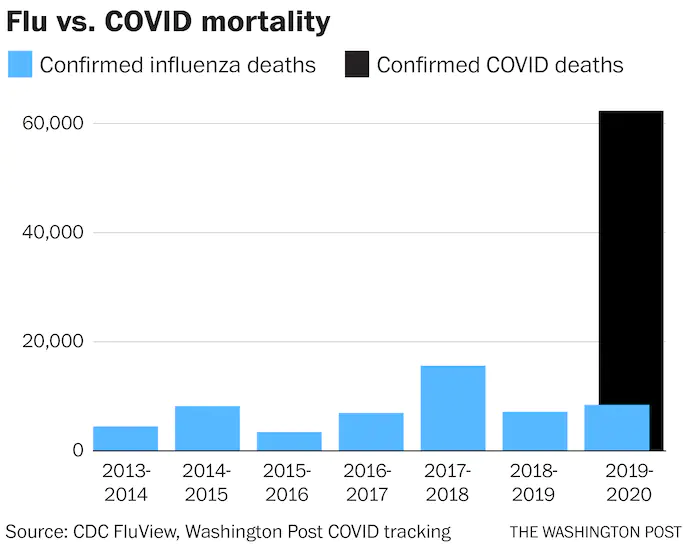 Flu vs. COVID mortality
Confirmed influenza deaths Confirmed COVID deaths
60,000
40,000
20,000
0
2013- 2014- 2015- 2016- 2017- 2018- 2019-
2014 2015 2016 2017 2018 2019 2020
Source: CDC FluView, Washington Post COVID tracking THE WASHINGTON POST